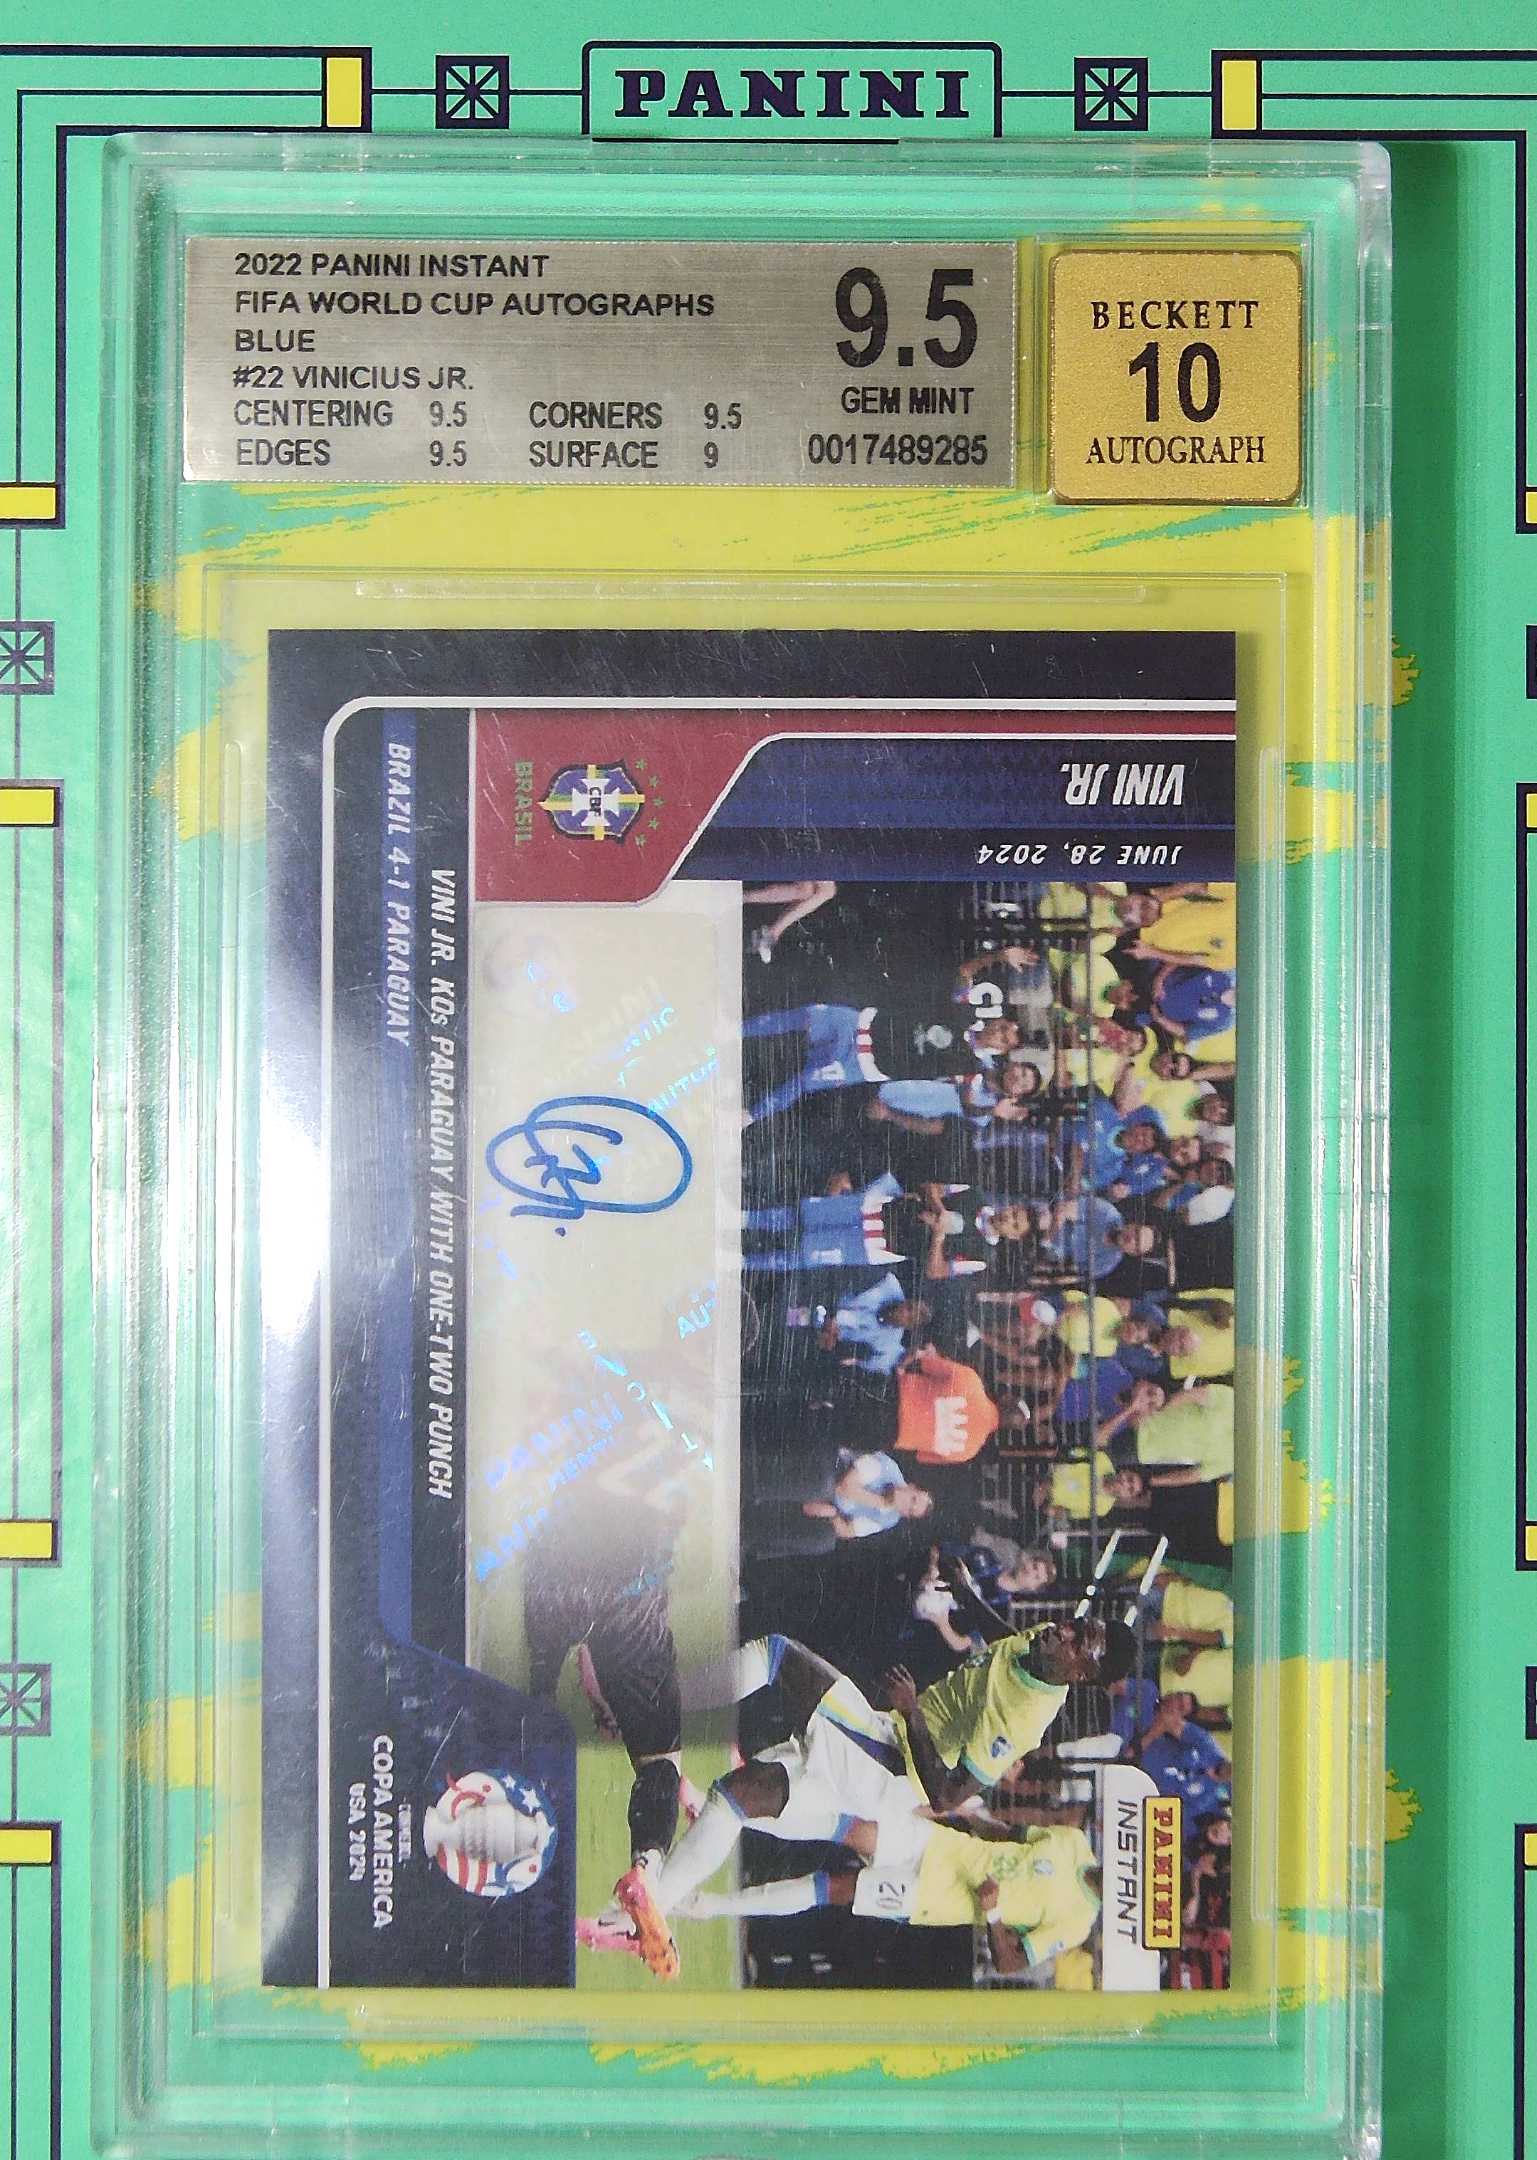 PANINI
2022 PANINI INSTANT
FIFA WORLD CUP AUTOGRAPHS
BLUE
#22 VINICIUS JR.
CENTERING 9.5 CORNERS 9.5
EDGES 9.5 SURFACE 9
9.5
GEM MINT
0017489285
BECKETT
10
AUTOGRAPH
VINI JR.
JUNE 28, 2024
CBF
BRASIL
PANINI
INSTANT
20
VINI JR. KOs PARAGUAY WITH ONE-TWO PUNCH
BRAZIL 4-1 PARAGUAY
CONMEBOL
COPA AMERICA
USA 2024